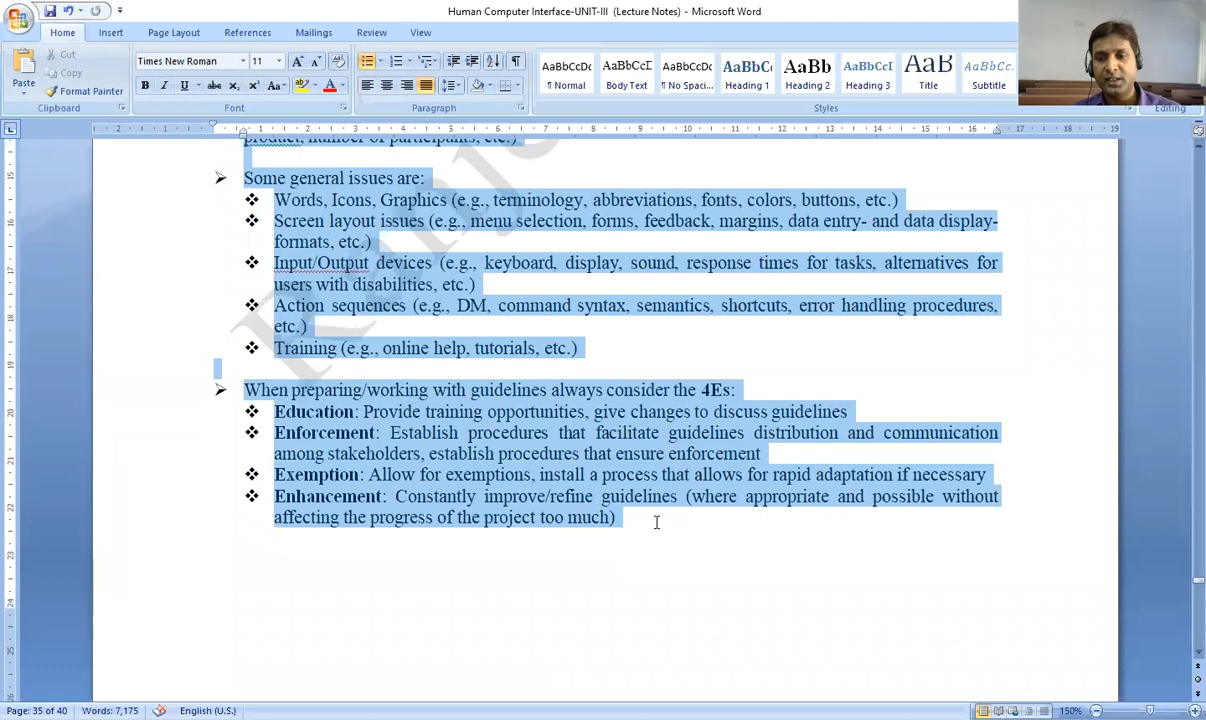 Human Computer Interface-UNIT-III (Lecture Notes) - Microsoft Word
Home Insert Page Layout References Mailings Review View
Paste
Cut
Copy
Format Painter
Clipboard
Times New Roman 11
Font
Paragraph
AaBbCcDc AaBbCcI AaBbCcDc AaBbC AaBb AaBbCc AaB AaBbCc
¶ Normal Body Text ¶ No Spaci... Heading 1 Heading 2 Heading 3 Title Subtitle
Styles
Editing
product, number of participants, etc.)
Some general issues are:
Words, Icons, Graphics (e.g., terminology, abbreviations, fonts, colors, buttons, etc.)
Screen layout issues (e.g., menu selection, forms, feedback, margins, data entry- and data display-
formats, etc.)
Input/Output devices (e.g., keyboard, display, sound, response times for tasks, alternatives for
users with disabilities, etc.)
Action sequences (e.g., DM, command syntax, semantics, shortcuts, error handling procedures,
etc.)
Training (e.g., online help, tutorials, etc.)
When preparing/working with guidelines always consider the 4Es:
Education: Provide training opportunities, give changes to discuss guidelines
Enforcement: Establish procedures that facilitate guidelines distribution and communication
among stakeholders, establish procedures that ensure enforcement
Exemption: Allow for exemptions, install a process that allows for rapid adaptation if necessary
Enhancement: Constantly improve/refine guidelines (where appropriate and possible without
affecting the progress of the project too much)
Page: 35 of 40 Words: 7,175 English (U.S.) 150%